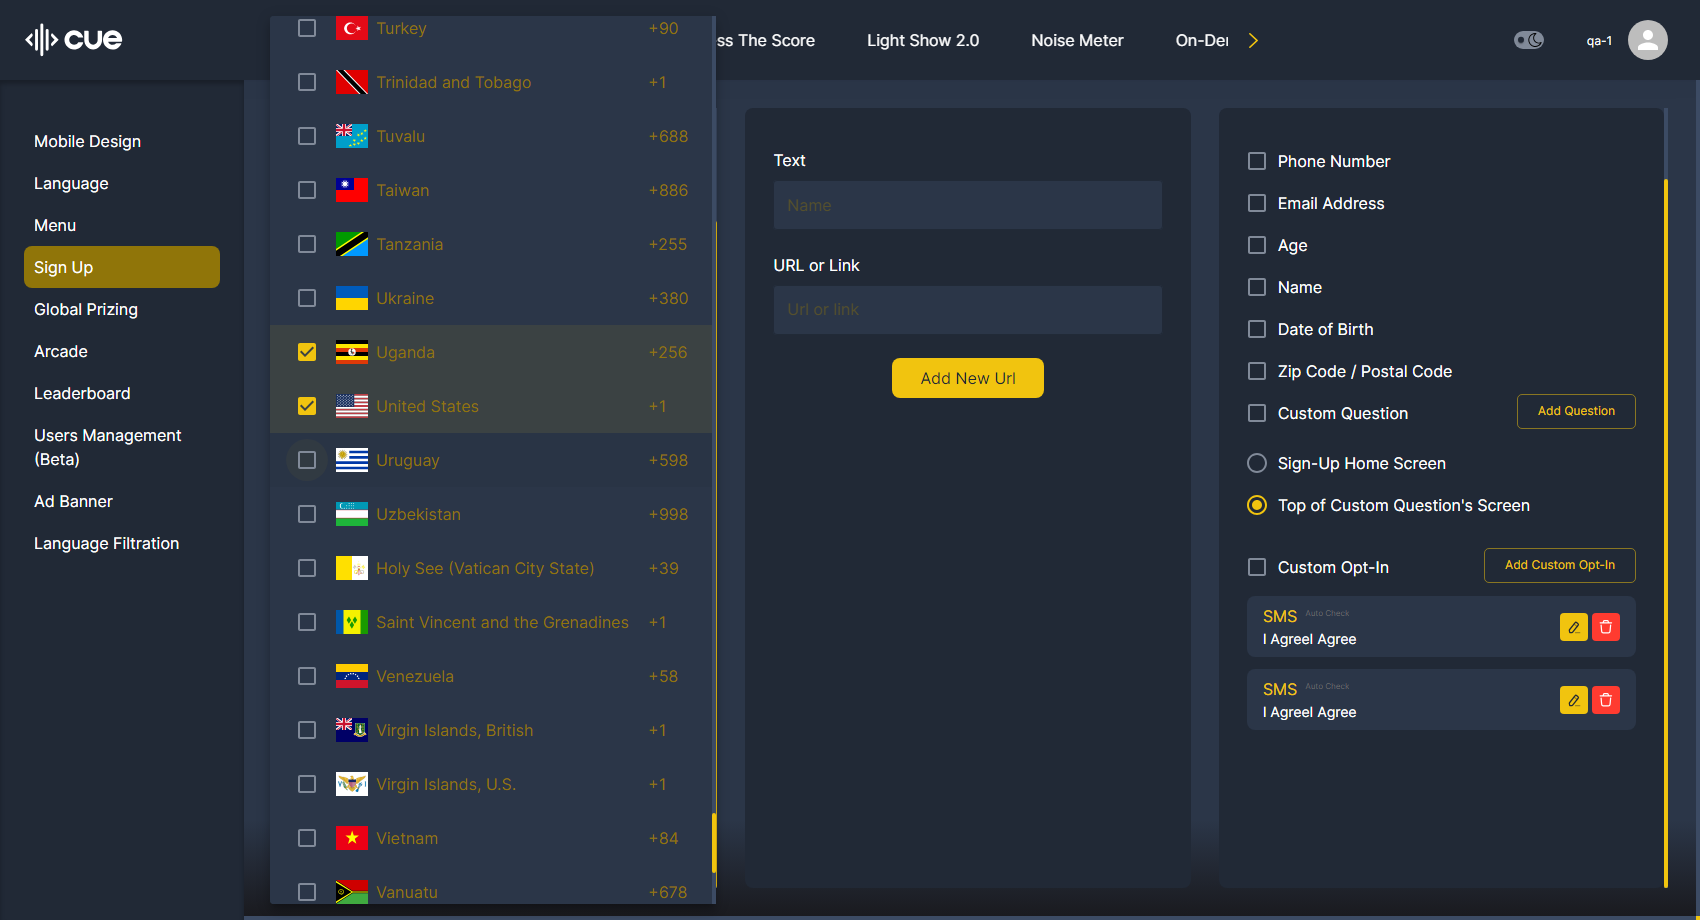 cue
ss The Score
Light Show 2.0
Noise Meter
On-De
qa-1
Mobile Design
Language
Menu
Sign Up
Global Prizing
Arcade
Leaderboard
Users Management
(Beta)
Ad Banner
Language Filtration
Turkey +90
Trinidad and Tobago +1
Tuvalu +688
Taiwan +886
Tanzania +255
Ukraine +380
Uganda +256
United States +1
Uruguay +598
Uzbekistan +998
Holy See (Vatican City State) +39
Saint Vincent and the Grenadines +1
Venezuela +58
Virgin Islands, British +1
Virgin Islands, U.S. +1
Vietnam +84
Vanuatu +678
Text
Name
URL or Link
Url or link
Add New Url
Phone Number
Email Address
Age
Name
Date of Birth
Zip Code / Postal Code
Custom Question
Add Question
Sign-Up Home Screen
Top of Custom Question's Screen
Custom Opt-In
Add Custom Opt-In
SMS Auto Check
I AgreeI Agree
SMS Auto Check
I AgreeI Agree